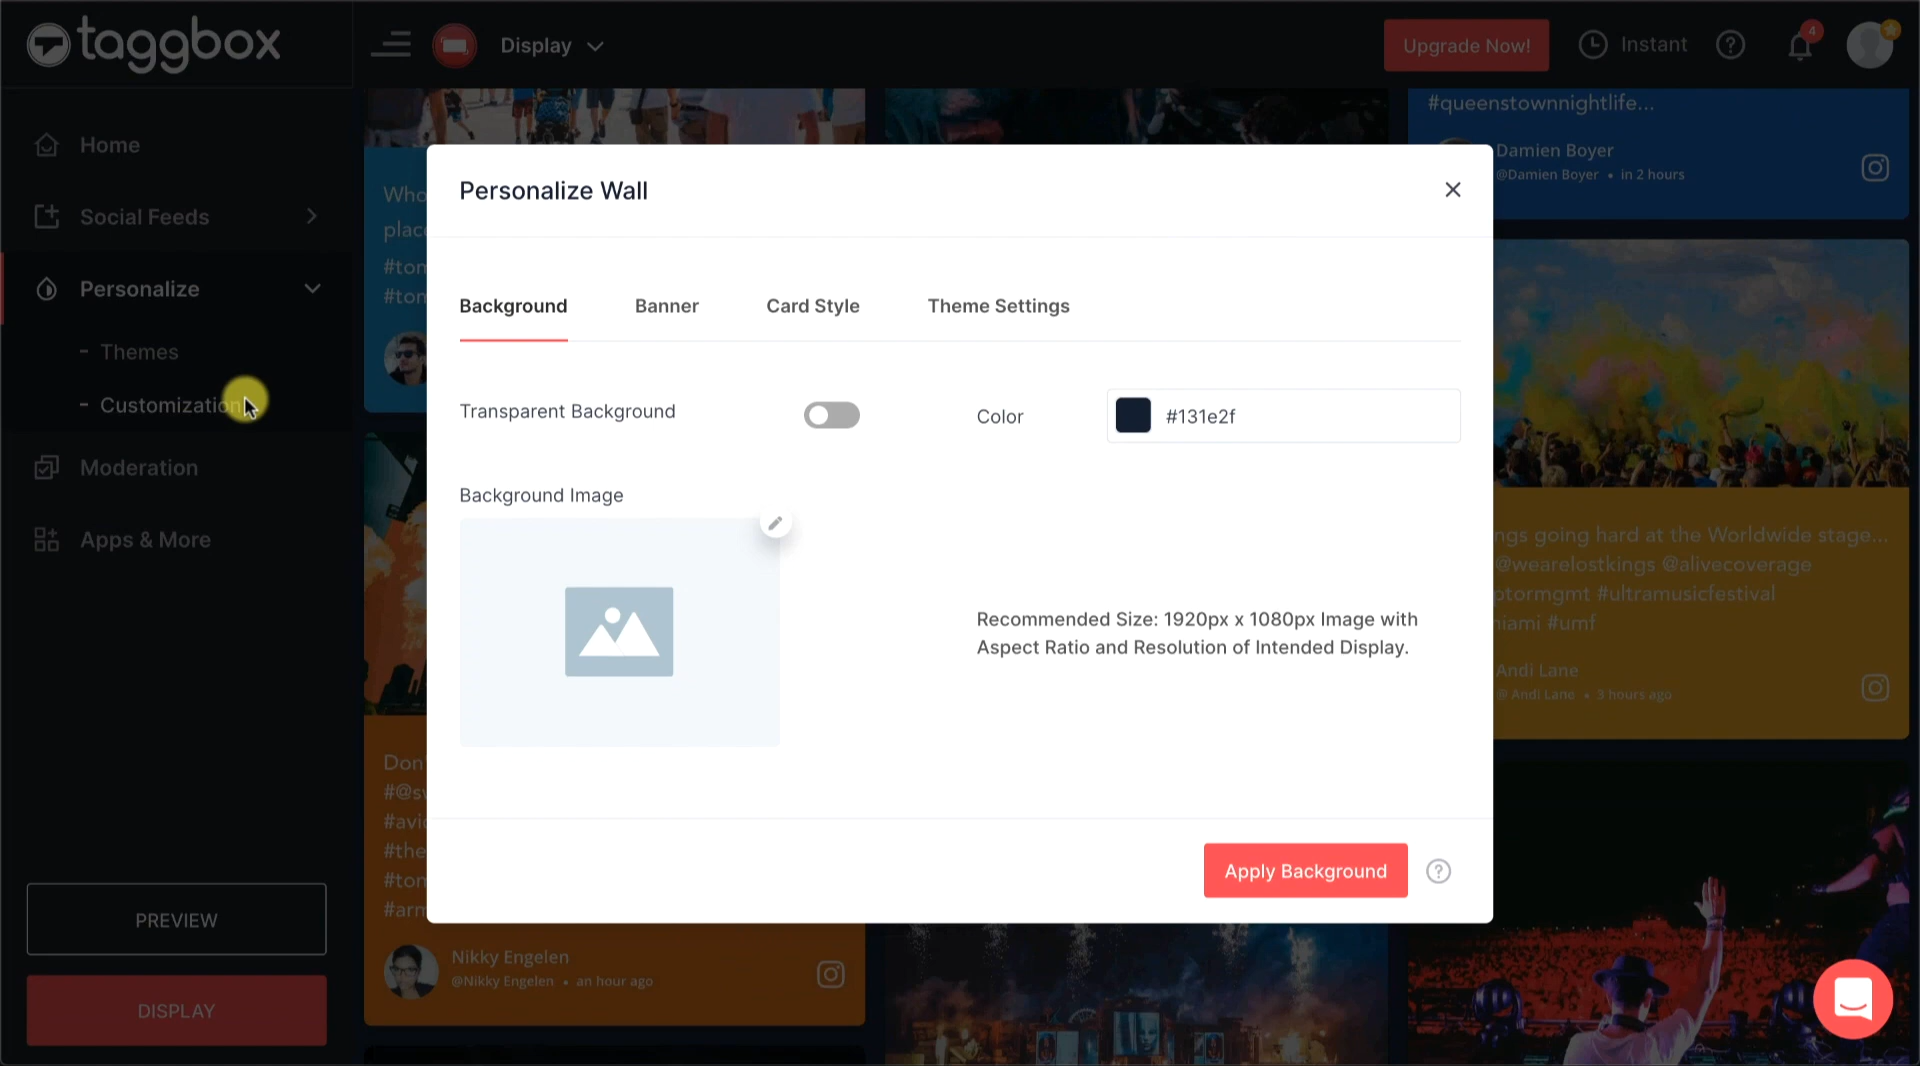 taggbox
Display
Upgrade Now!
Instant
4
Home
Social Feeds
Personalize
- Themes
- Customization
Moderation
Apps & More
PREVIEW
DISPLAY
#queenstownnightlife...
Damien Boyer
@Damien Boyer • in 2 hours
Personalize Wall
Background
Banner
Card Style
Theme Settings
Transparent Background
Color
#131e2f
Background Image
Recommended Size: 1920px x 1080px Image with
Aspect Ratio and Resolution of Intended Display.
Apply Background
going hard at the Worldwide stage...
@wearelostkings @alivecoverage
#ultramusicfestival
#umf
Andi Lane
@ Andi Lane • 3 hours ago
Nikky Engelen
@Nikky Engelen • an hour ago